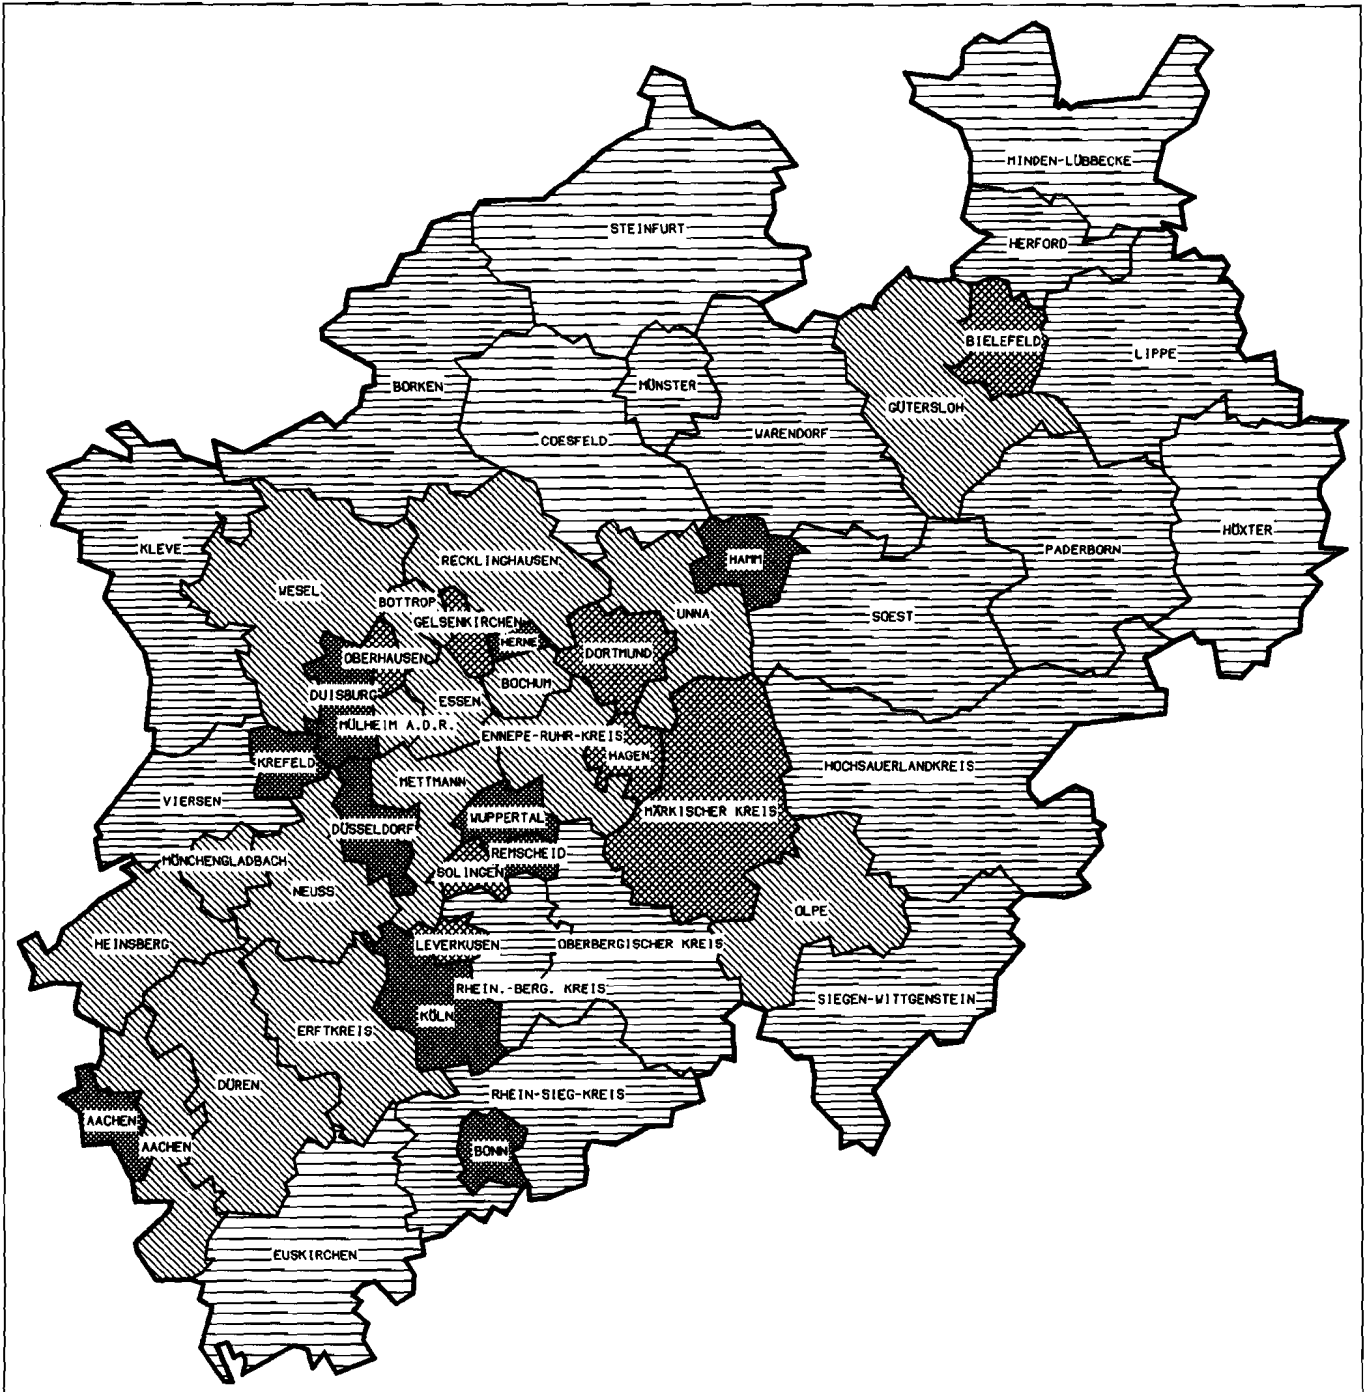 MINDEN-LÜBBECKE
STEINFURT
HERFORD
BIELEFELD
LIPPE
BORKEN
MÜNSTER
GÜTERSLOH
COESFELD
WARENDORF
HÖXTER
KLEVE
PADERBORN
RECKLINGHAUSEN
HAMM
WESEL
BOTTROP
UNNA
SOEST
GELSENKIRCHEN
HERNE
DORTMUND
OBERHAUSEN
BOCHUM
DUISBURG
ESSEN
MÜLHEIM A.D.R.
ENNEPE-RUHR-KREIS
HAGEN
KREFELD
HOCHSAUERLANDKREIS
METTMANN
VIERSEN
MÄRKISCHER KREIS
WUPPERTAL
DÜSSELDORF
REMSCHEID
MÖNCHENGLADBACH
SOLINGEN
NEUSS
OLPE
HEINSBERG
LEVERKUSEN
OBERBERGISCHER KREIS
RHEIN.-BERG. KREIS
SIEGEN-WITTGENSTEIN
KÖLN
ERFTKREIS
DÜREN
RHEIN-SIEG-KREIS
AACHEN
AACHEN
BONN
EUSKIRCHEN